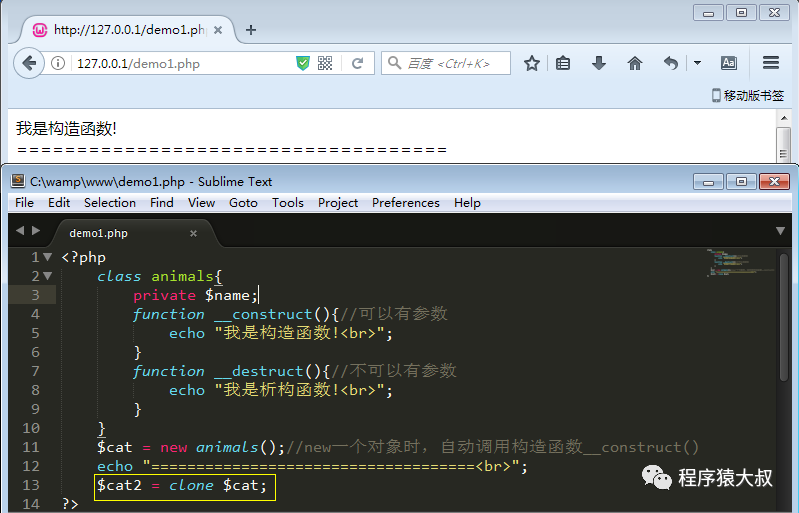 http://127.0.0.1/demo1.php
127.0.0.1/demo1.php
百度 <Ctrl+K>
移动版书签
我是构造函数!
====================================
C:\wamp\www\demo1.php - Sublime Text
File Edit Selection Find View Goto Tools Project Preferences Help
demo1.php
1 <?php
2 class animals{
3 private $name;
4 function __construct(){//可以有参数
5 echo "我是构造函数!<br>";
6 }
7 function __destruct(){//不可以有参数
8 echo "我是析构函数!<br>";
9 }
10 }
11 $cat = new animals();//new一个对象时，自动调用构造函数__construct()
12 echo "====================================<br>";
13 $cat2 = clone $cat;
14 ?>
程序猿大叔